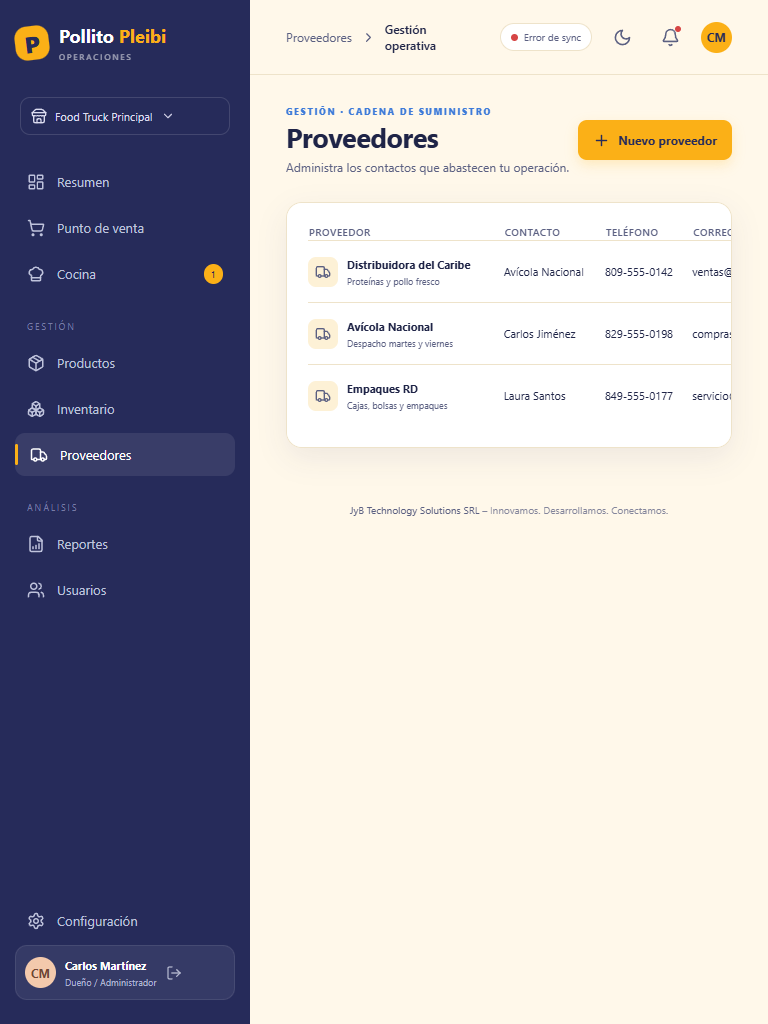 Pollito Pleibi
OPERACIONES
Food Truck Principal
Resumen
Punto de venta
Cocina 1
GESTIÓN
Productos
Inventario
Proveedores
ANÁLISIS
Reportes
Usuarios
Configuración
CM Carlos Martínez
Dueño / Administrador
Proveedores > Gestión operativa
Error de sync
CM
GESTIÓN · CADENA DE SUMINISTRO
Proveedores
Administra los contactos que abastecen tu operación.
+ Nuevo proveedor
PROVEEDOR CONTACTO TELÉFONO CORREO
Distribuidora del Caribe Avícola Nacional 809-555-0142 ventas@
Proteínas y pollo fresco
Avícola Nacional Carlos Jiménez 829-555-0198 compras
Despacho martes y viernes
Empaques RD Laura Santos 849-555-0177 servicio
Cajas, bolsas y empaques
JyB Technology Solutions SRL – Innovamos. Desarrollamos. Conectamos.